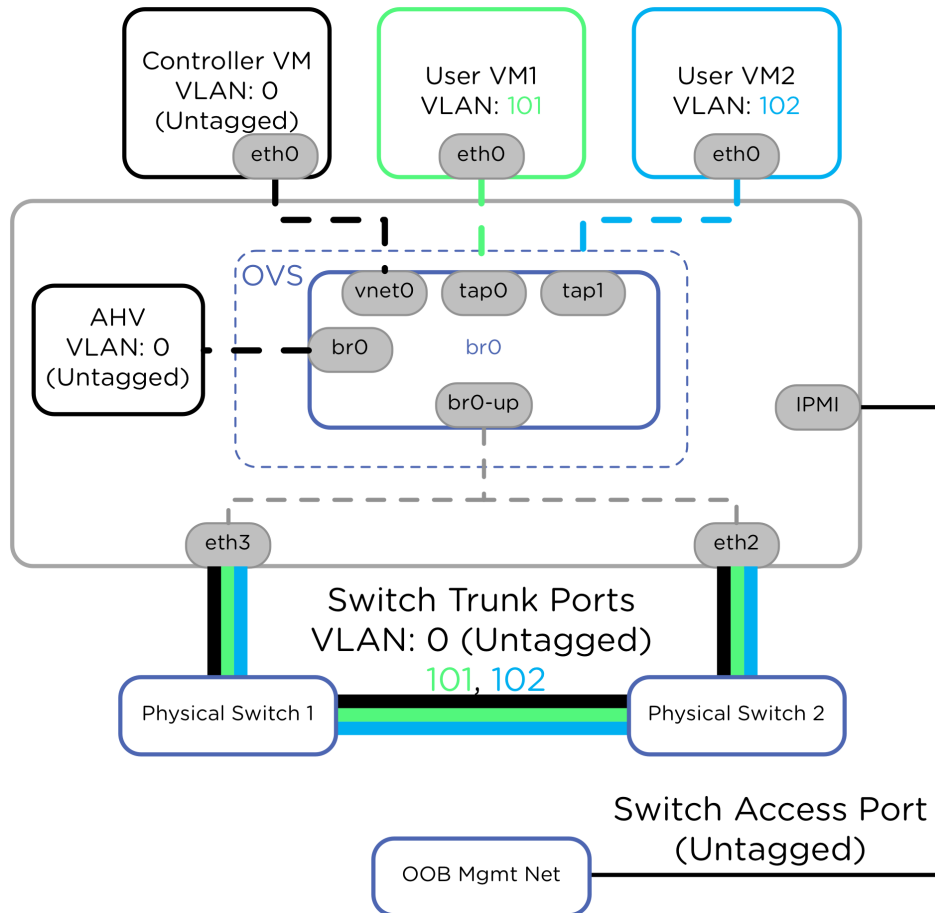 Controller VM
VLAN: 0
(Untagged)
eth0
User VM1
VLAN: 101
eth0
User VM2
VLAN: 102
eth0
OVS
vnet0
tap0
tap1
AHV
VLAN: 0
(Untagged)
br0
br0
br0-up
IPMI
eth3
eth2
Switch Trunk Ports
VLAN: 0 (Untagged)
101, 102
Physical Switch 1
Physical Switch 2
Switch Access Port
(Untagged)
OOB Mgmt Net